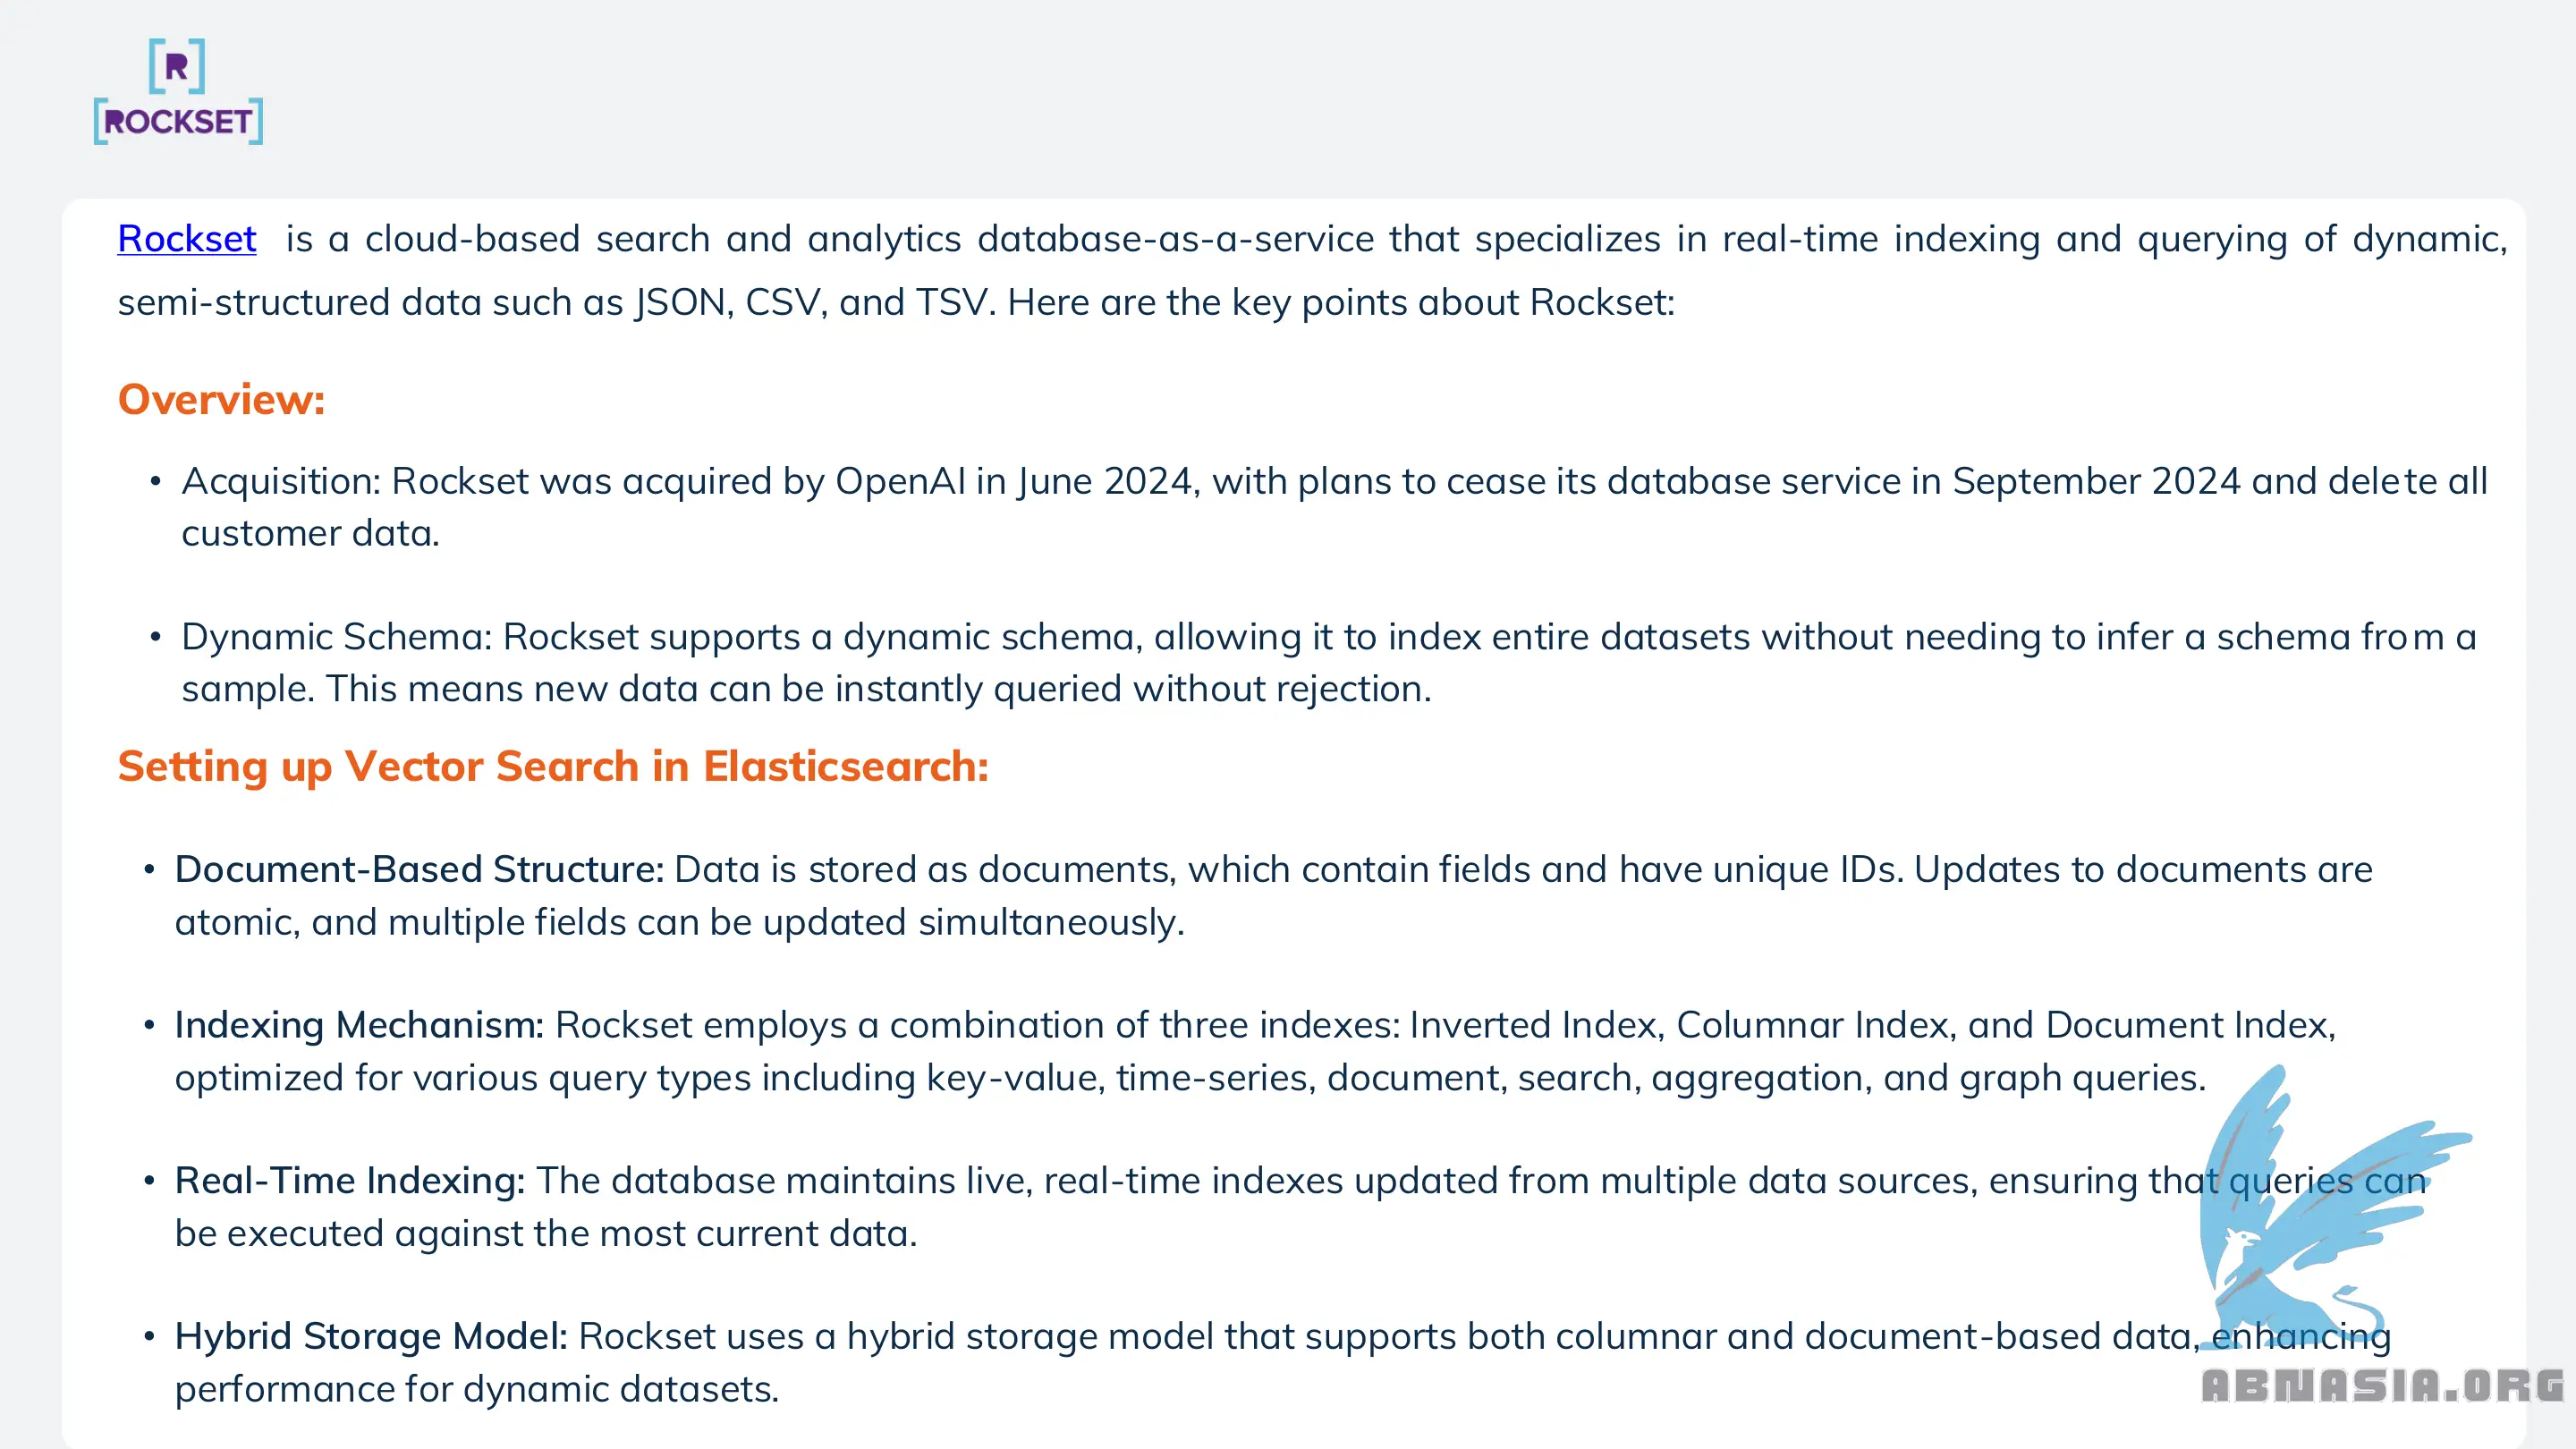 [R]
[ROCKSET]
Rockset is a cloud-based search and analytics database-as-a-service that specializes in real-time indexing and querying of dynamic,
semi-structured data such as JSON, CSV, and TSV. Here are the key points about Rockset:
Overview:
• Acquisition: Rockset was acquired by OpenAI in June 2024, with plans to cease its database service in September 2024 and delete all
customer data.
• Dynamic Schema: Rockset supports a dynamic schema, allowing it to index entire datasets without needing to infer a schema from a
sample. This means new data can be instantly queried without rejection.
Setting up Vector Search in Elasticsearch:
• Document-Based Structure: Data is stored as documents, which contain fields and have unique IDs. Updates to documents are
atomic, and multiple fields can be updated simultaneously.
• Indexing Mechanism: Rockset employs a combination of three indexes: Inverted Index, Columnar Index, and Document Index,
optimized for various query types including key-value, time-series, document, search, aggregation, and graph queries.
• Real-Time Indexing: The database maintains live, real-time indexes updated from multiple data sources, ensuring that queries can
be executed against the most current data.
• Hybrid Storage Model: Rockset uses a hybrid storage model that supports both columnar and document-based data, enhancing
performance for dynamic datasets.
ABNASIA.ORG